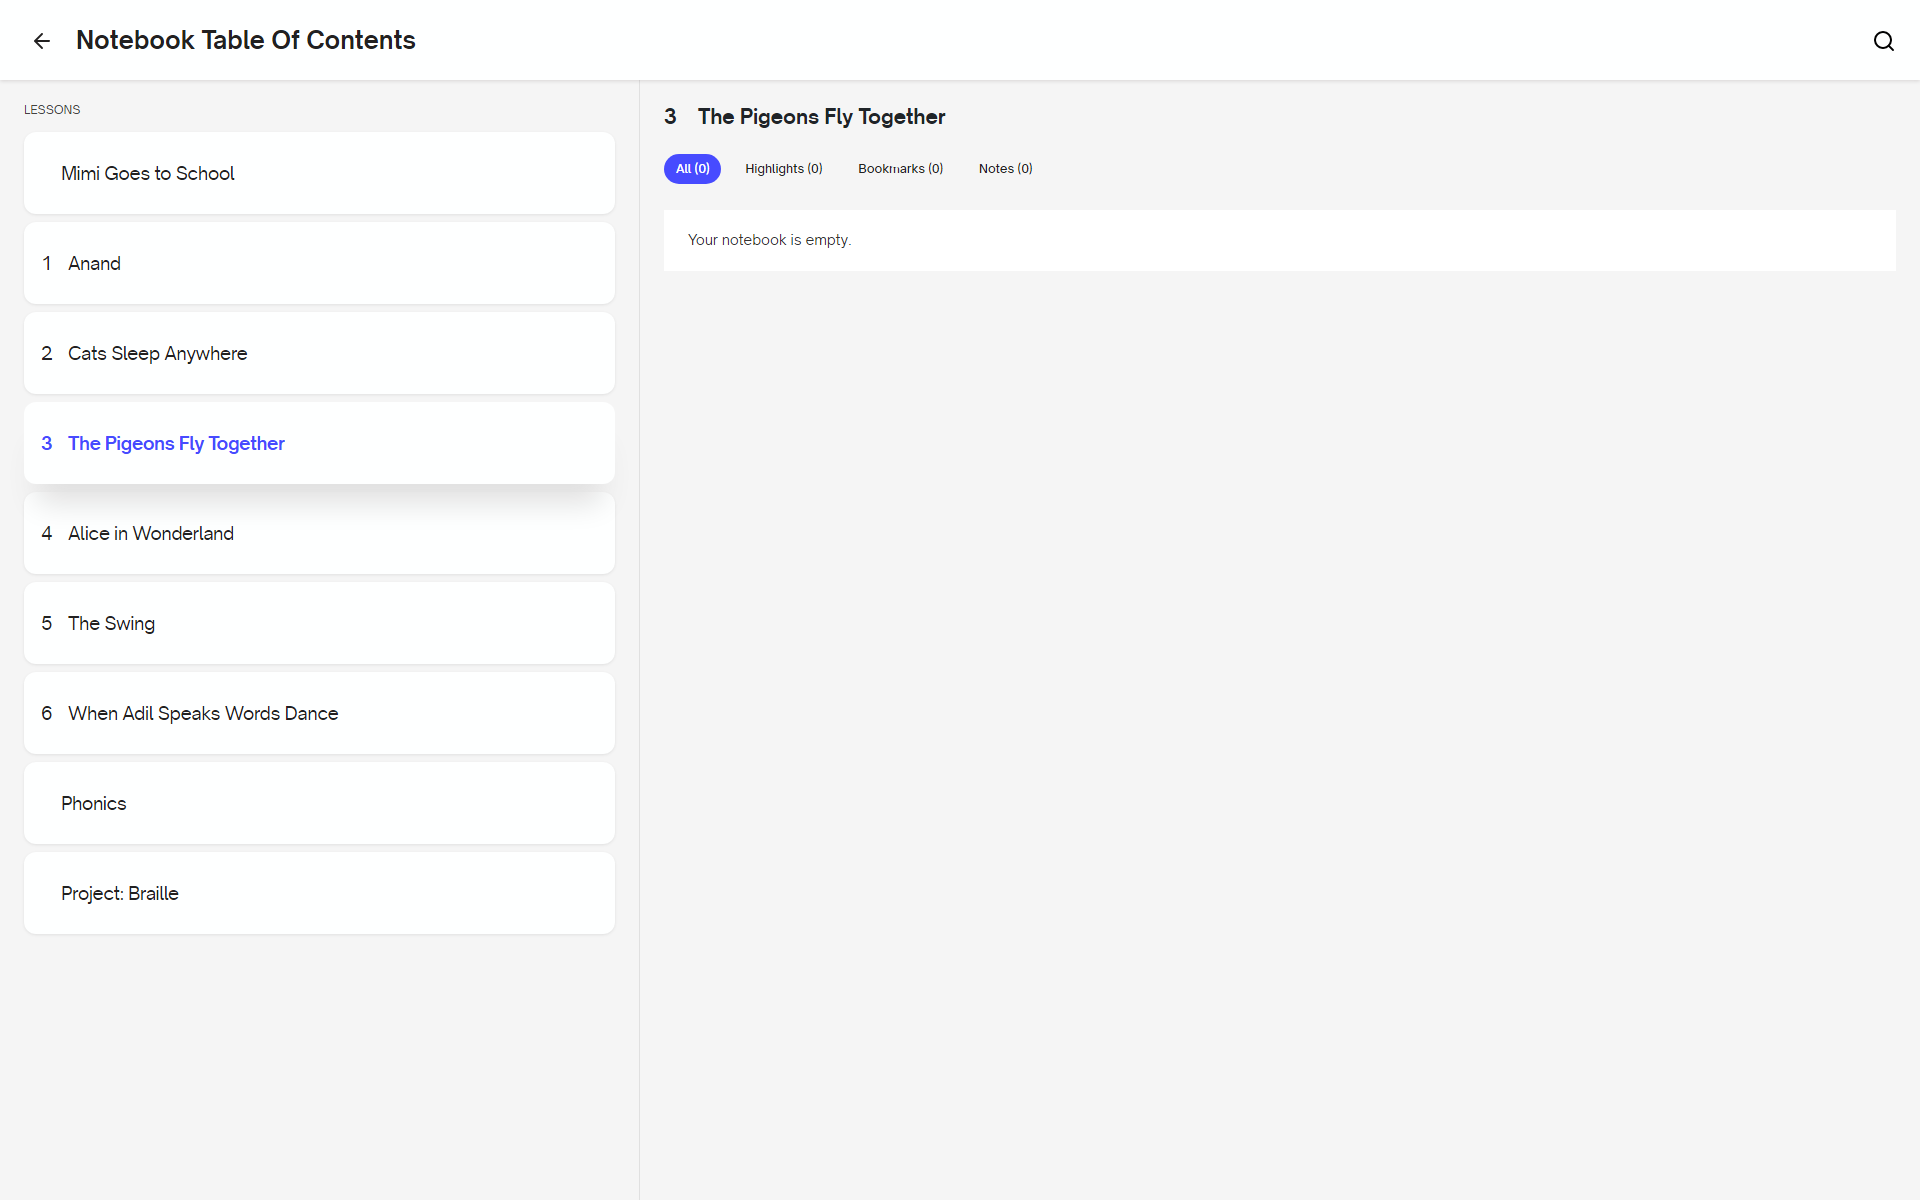 Notebook Table Of Contents
LESSONS
Mimi Goes to School
1 Anand
2 Cats Sleep Anywhere
3 The Pigeons Fly Together
4 Alice in Wonderland
5 The Swing
6 When Adil Speaks Words Dance
Phonics
Project: Braille
3 The Pigeons Fly Together
All (0) Highlights (0) Bookmarks (0) Notes (0)
Your notebook is empty.